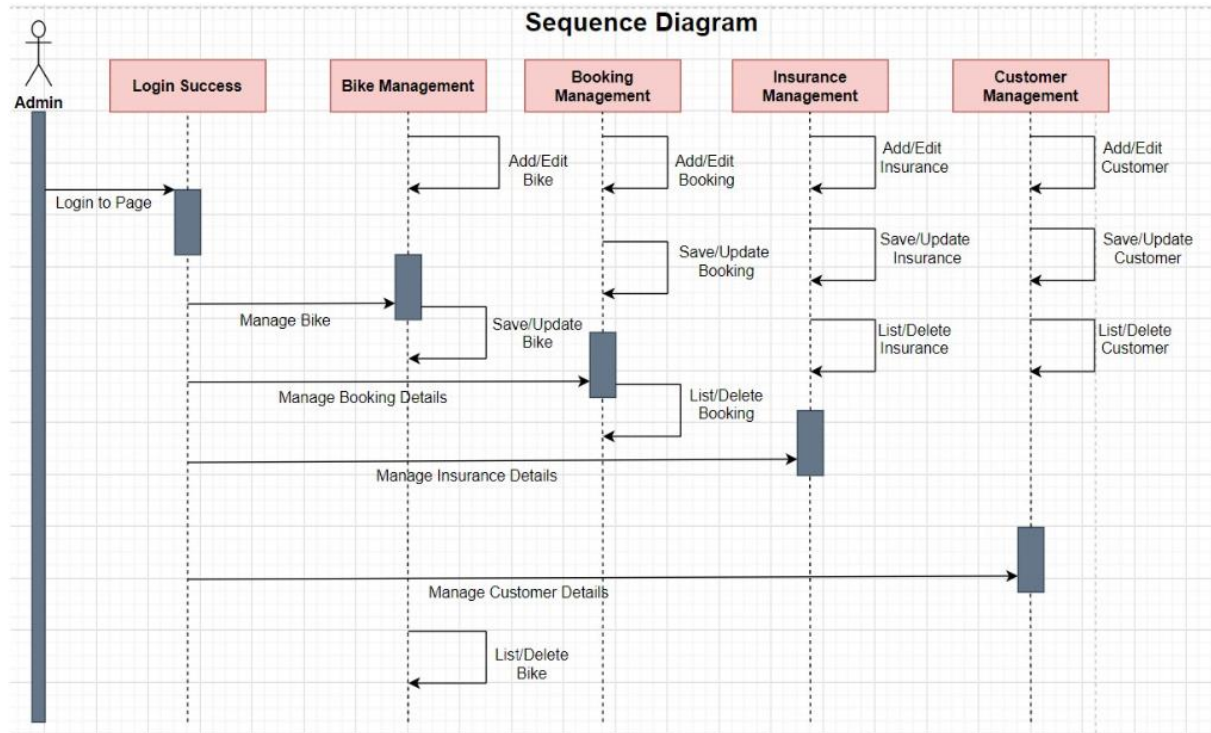 Sequence Diagram
Admin
Login Success
Bike Management
Booking
Management
Insurance
Management
Customer
Management
Add/Edit
Bike
Add/Edit
Booking
Add/Edit
Insurance
Add/Edit
Customer
Login to Page
Save/Update
Booking
Save/Update
Insurance
Save/Update
Customer
Manage Bike
Save/Update
Bike
List/Delete
Insurance
List/Delete
Customer
Manage Booking Details
List/Delete
Booking
Manage Insurance Details
Manage Customer Details
List/Delete
Bike